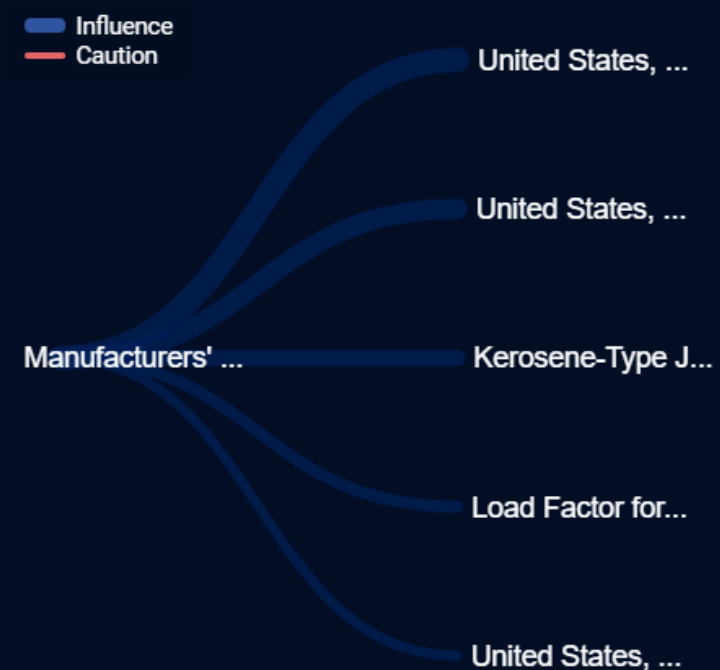 Influence
Caution
United States, ...
United States, ...
Manufacturers' ...
Kerosene-Type J...
Load Factor for...
United States, ...